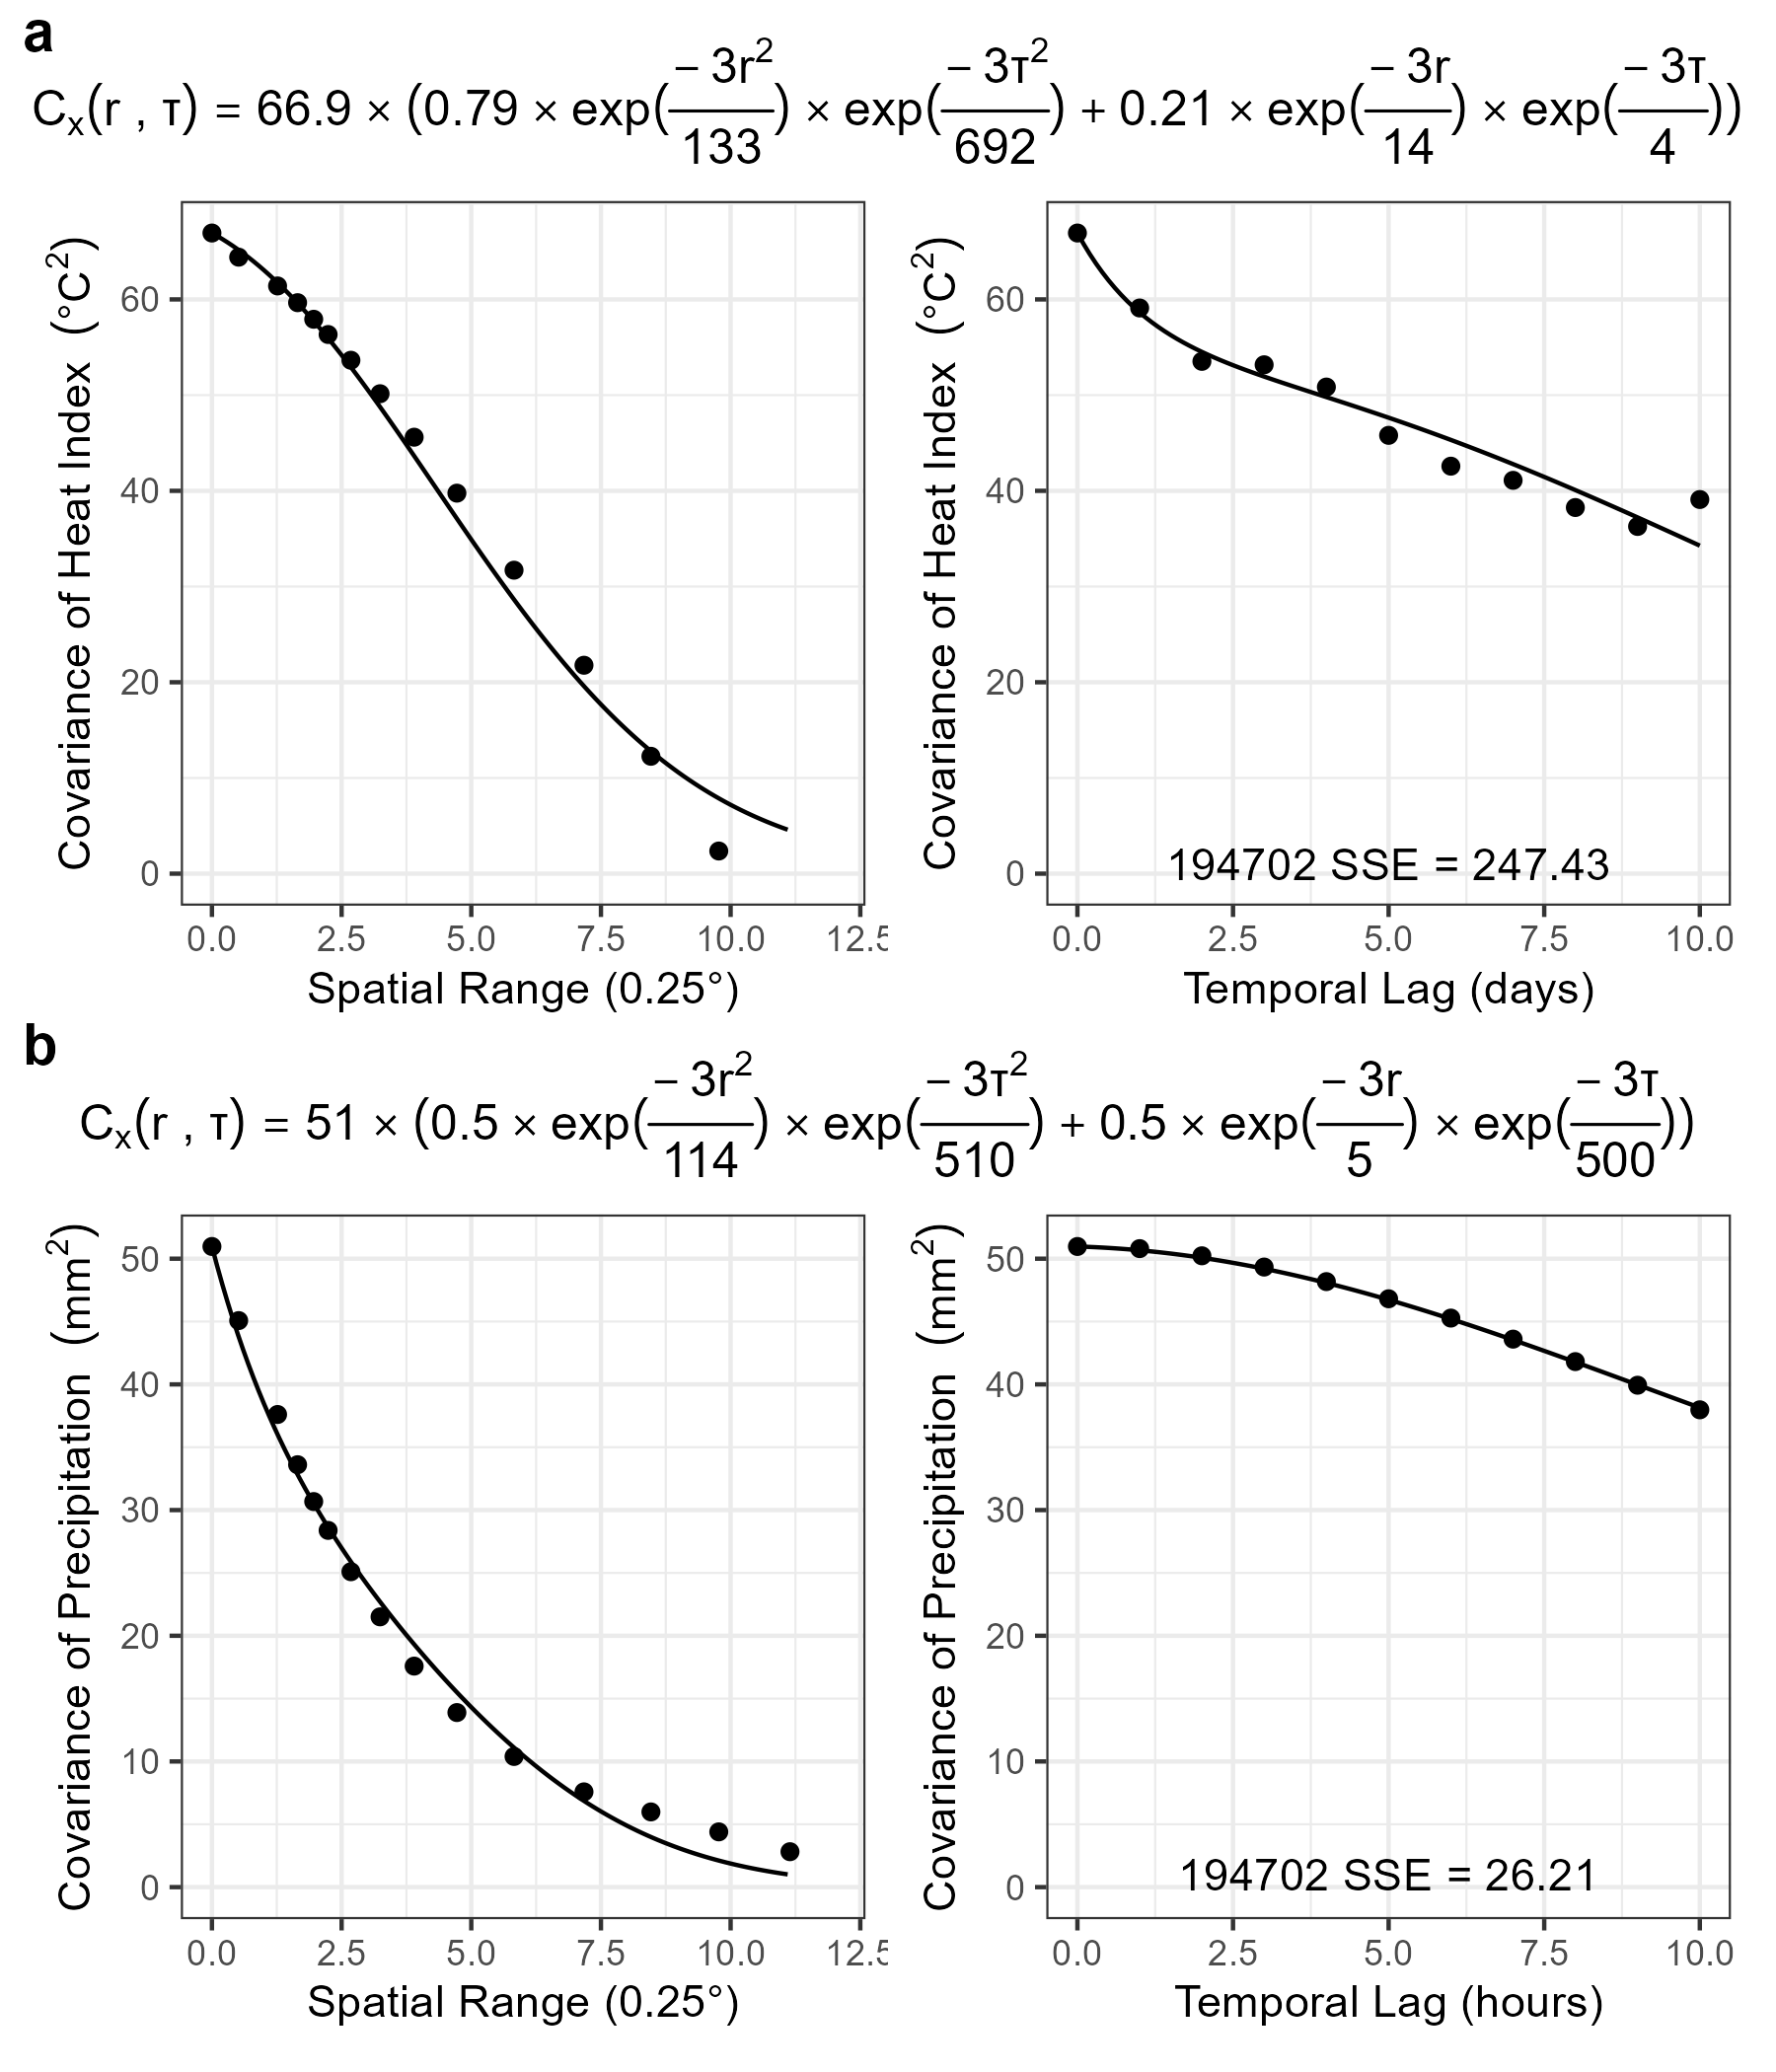 a
Cₓ(r , τ) = 66.9 × (0.79 × exp(− 3r²/133) × exp(− 3τ²/692) + 0.21 × exp(− 3r/14) × exp(− 3τ/4))
Covariance of Heat Index (°C²)
60
40
20
0
0.0 2.5 5.0 7.5 10.0 12.5
Spatial Range (0.25°)
Covariance of Heat Index (°C²)
60
40
20
0
194702 SSE = 247.43
0.0 2.5 5.0 7.5 10.0
Temporal Lag (days)
b
Cₓ(r , τ) = 51 × (0.5 × exp(− 3r²/114) × exp(− 3τ²/510) + 0.5 × exp(− 3r/5) × exp(− 3τ/500))
Covariance of Precipitation (mm²)
50
40
30
20
10
0
0.0 2.5 5.0 7.5 10.0 12.5
Spatial Range (0.25°)
Covariance of Precipitation (mm²)
50
40
30
20
10
0
194702 SSE = 26.21
0.0 2.5 5.0 7.5 10.0
Temporal Lag (hours)